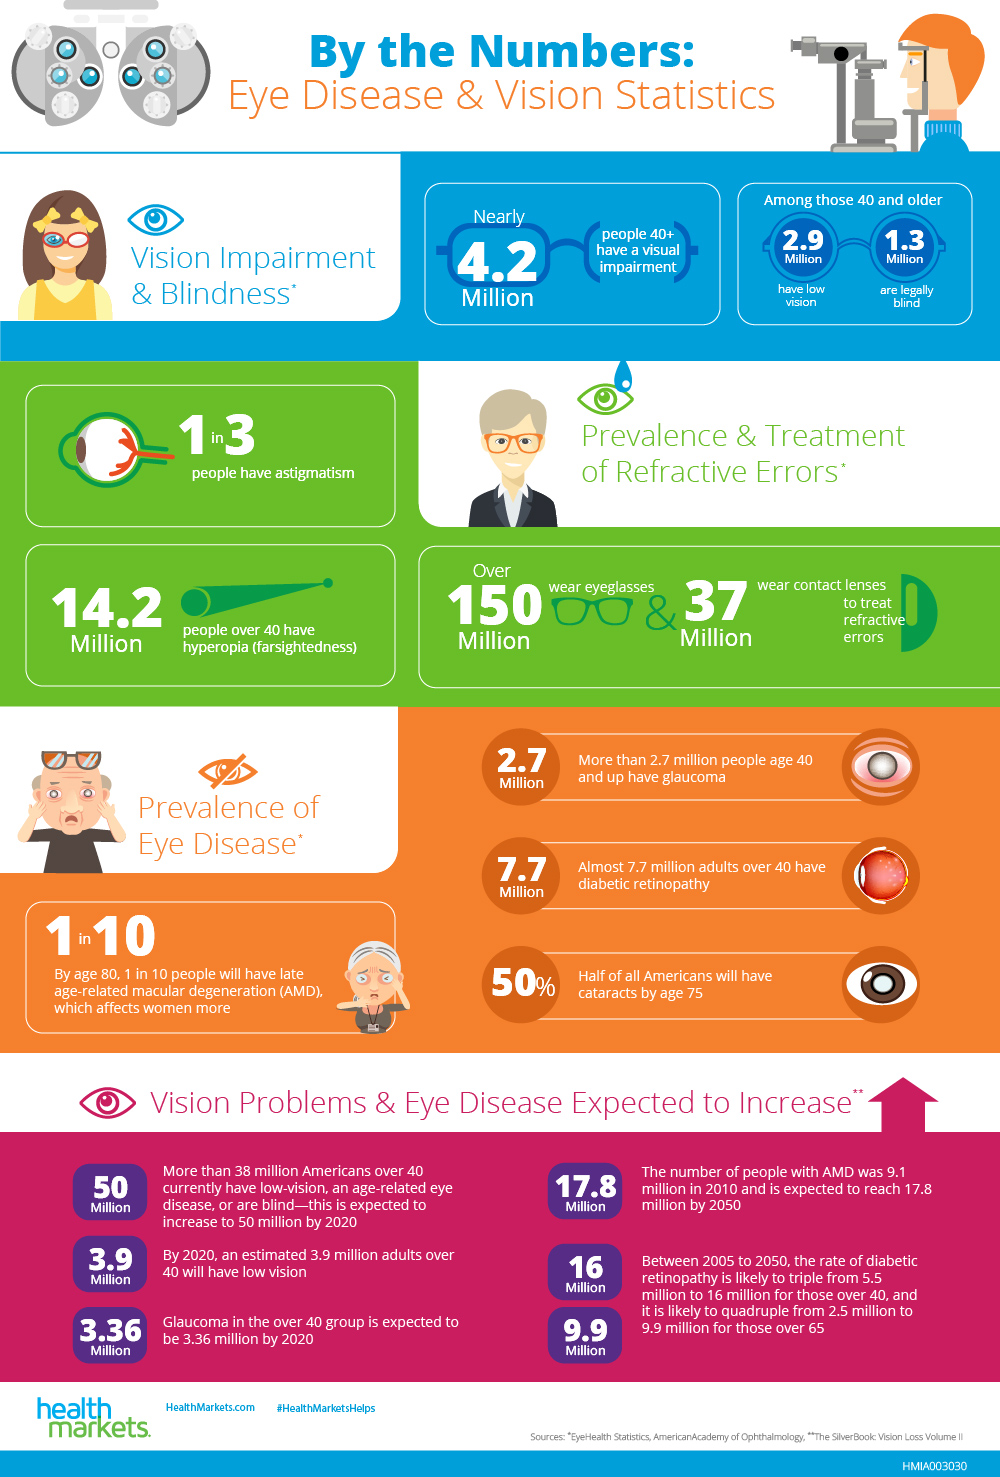 By the Numbers:
Eye Disease & Vision Statistics
Vision Impairment
& Blindness*
Nearly
4.2
Million
people 40+
have a visual
impairment
Among those 40 and older
2.9
Million
have low
vision
1.3
Million
are legally
blind
1 in 3
people have astigmatism
Prevalence & Treatment
of Refractive Errors*
14.2
Million
people over 40 have
hyperopia (farsightedness)
Over
150
Million
wear eyeglasses
&
37
Million
wear contact lenses
to treat
refractive
errors
Prevalence of
Eye Disease*
1 in 10
By age 80, 1 in 10 people will have late
age-related macular degeneration (AMD),
which affects women more
2.7
Million
More than 2.7 million people age 40
and up have glaucoma
7.7
Million
Almost 7.7 million adults over 40 have
diabetic retinopathy
50%
Half of all Americans will have
cataracts by age 75
Vision Problems & Eye Disease Expected to Increase**
50
Million
More than 38 million Americans over 40
currently have low-vision, an age-related eye
disease, or are blind—this is expected to
increase to 50 million by 2020
3.9
Million
By 2020, an estimated 3.9 million adults over
40 will have low vision
3.36
Million
Glaucoma in the over 40 group is expected to
be 3.36 million by 2020
17.8
Million
The number of people with AMD was 9.1
million in 2010 and is expected to reach 17.8
million by 2050
16
Million
9.9
Million
Between 2005 to 2050, the rate of diabetic
retinopathy is likely to triple from 5.5
million to 16 million for those over 40, and
it is likely to quadruple from 2.5 million to
9.9 million for those over 65
health
markets.
HealthMarkets.com
#HealthMarketsHelps
Sources: *EyeHealth Statistics, AmericanAcademy of Ophthalmology, **The SilverBook: Vision Loss Volume II
HMIA003030